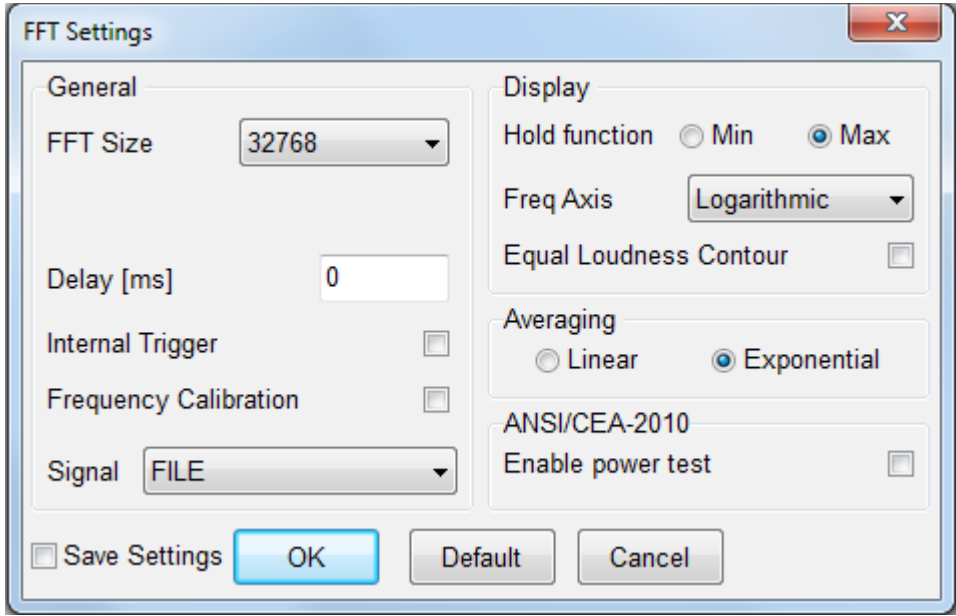 FFT Settings
General
FFT Size 32768
Delay [ms] 0
Internal Trigger
Frequency Calibration
Signal FILE
Display
Hold function Min Max
Freq Axis Logarithmic
Equal Loudness Contour
Averaging
Linear Exponential
ANSI/CEA-2010
Enable power test
Save Settings OK Default Cancel